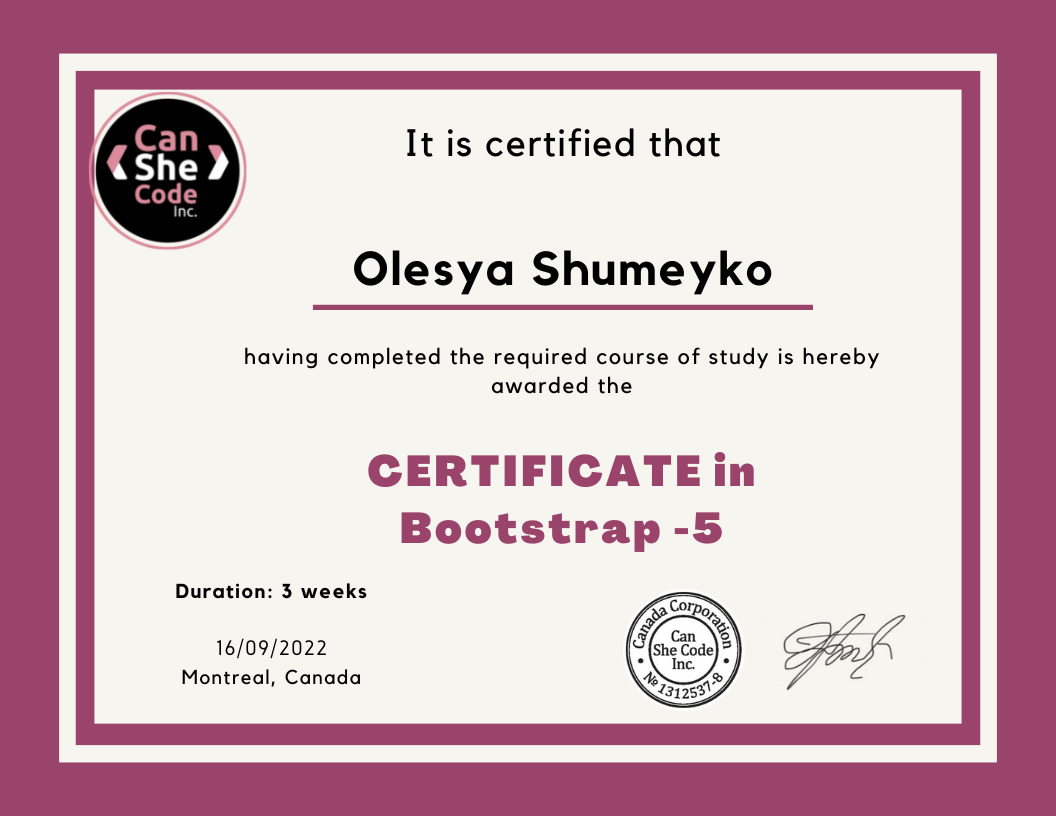 Can
She
Code
Inc.
It is certified that
Olesya Shumeyko
having completed the required course of study is hereby
awarded the
CERTIFICATE in
Bootstrap -5
Duration: 3 weeks
16/09/2022
Montreal, Canada
Canada Corporation
Can
She Code
Inc.
№ 1312537-8